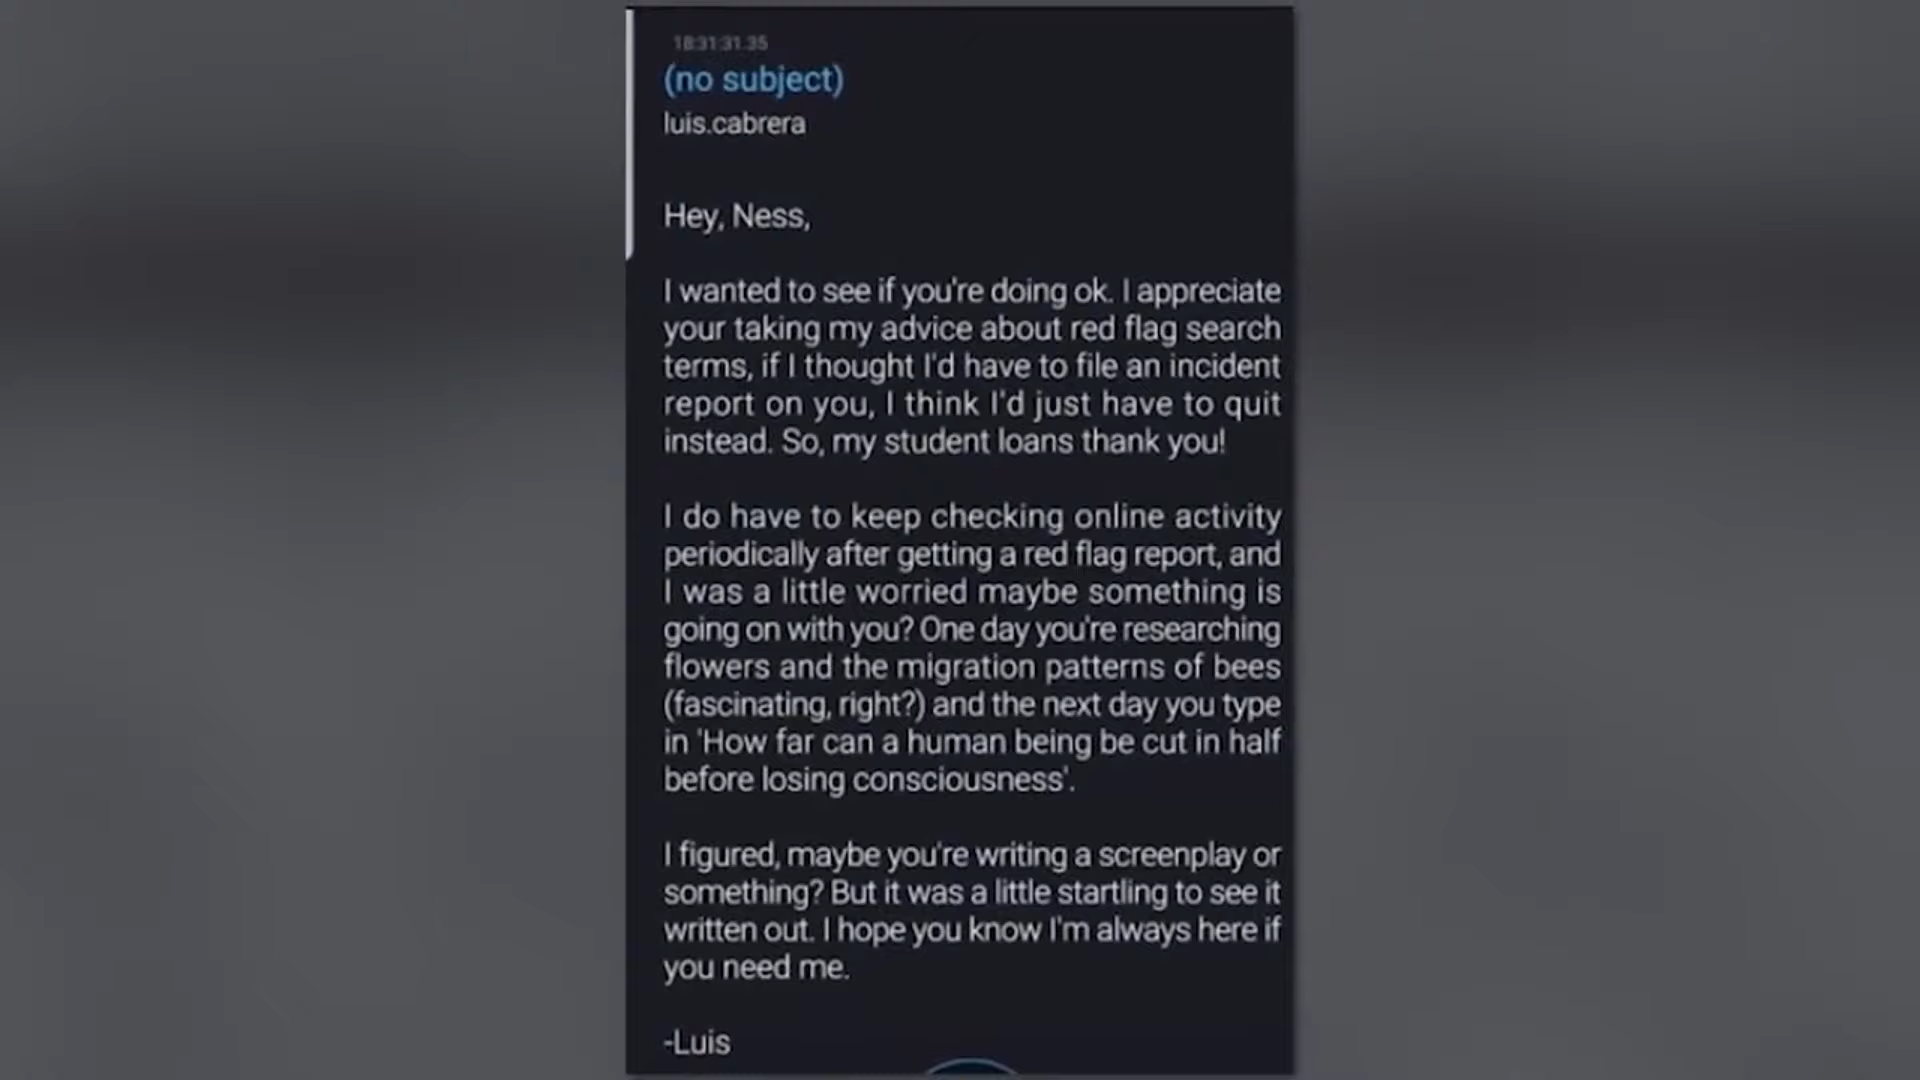 18:31:31.35
(no subject)
luis.cabrera
Hey, Ness,
I wanted to see if you're doing ok. I appreciate
your taking my advice about red flag search
terms, if I thought I'd have to file an incident
report on you, I think I'd just have to quit
instead. So, my student loans thank you!
I do have to keep checking online activity
periodically after getting a red flag report, and
I was a little worried maybe something is
going on with you? One day you're researching
flowers and the migration patterns of bees
(fascinating, right?) and the next day you type
in 'How far can a human being be cut in half
before losing consciousness'.
I figured, maybe you're writing a screenplay or
something? But it was a little startling to see it
written out. I hope you know I'm always here if
you need me.
-Luis